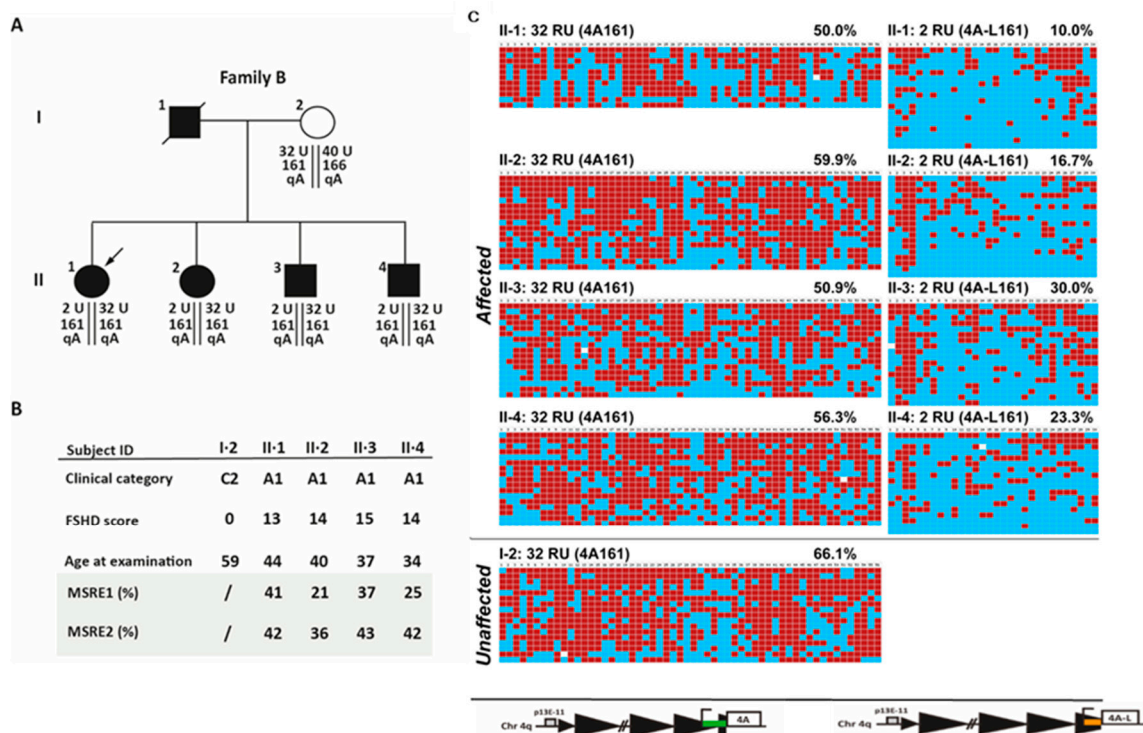 A
Family B
I
1
2
32 U 40 U
161 166
qA qA
II
1
2
3
4
2 U 32 U
161 161
qA qA
2 U 32 U
161 161
qA qA
2 U 32 U
161 161
qA qA
2 U 32 U
161 161
qA qA
B
Subject ID I·2 II·1 II·2 II·3 II·4
Clinical category C2 A1 A1 A1 A1
FSHD score 0 13 14 15 14
Age at examination 59 44 40 37 34
MSRE1 (%) / 41 21 37 25
MSRE2 (%) / 42 36 43 42
C
II-1: 32 RU (4A161) 50.0%
II-1: 2 RU (4A-L161) 10.0%
Affected
II-2: 32 RU (4A161) 59.9%
II-2: 2 RU (4A-L161) 16.7%
II-3: 32 RU (4A161) 50.9%
II-3: 2 RU (4A-L161) 30.0%
II-4: 32 RU (4A161) 56.3%
II-4: 2 RU (4A-L161) 23.3%
Unaffected
I-2: 32 RU (4A161) 66.1%
p13E-11
Chr 4q
4A
p13E-11
Chr 4q
4A-L